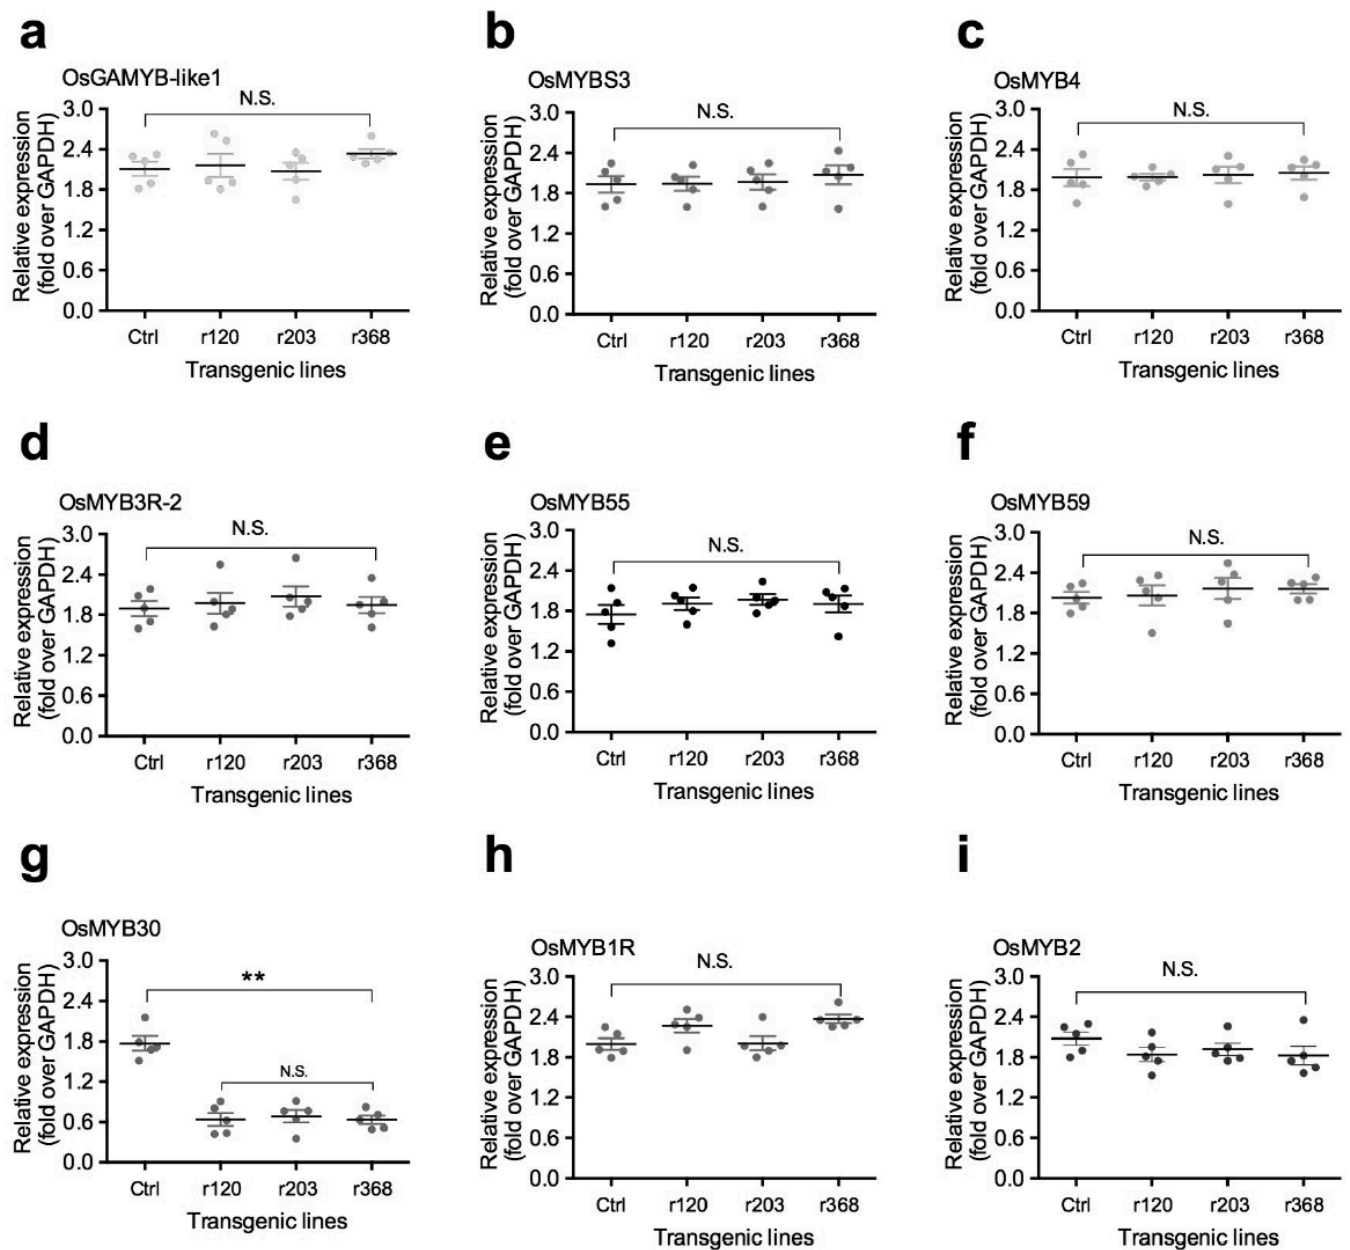 a
OsGAMYB-like1
N.S.
Relative expression
(fold over GAPDH)
3.0
2.4
1.8
1.2
0.6
0.0
Ctrl r120 r203 r368
Transgenic lines
b
OsMYBS3
N.S.
Relative expression
(fold over GAPDH)
3.0
2.4
1.8
1.2
0.6
0.0
Ctrl r120 r203 r368
Transgenic lines
c
OsMYB4
N.S.
Relative expression
(fold over GAPDH)
3.0
2.4
1.8
1.2
0.6
0.0
Ctrl r120 r203 r368
Transgenic lines
d
OsMYB3R-2
N.S.
Relative expression
(fold over GAPDH)
3.0
2.4
1.8
1.2
0.6
0.0
Ctrl r120 r203 r368
Transgenic lines
e
OsMYB55
N.S.
Relative expression
(fold over GAPDH)
3.0
2.4
1.8
1.2
0.6
0.0
Ctrl r120 r203 r368
Transgenic lines
f
OsMYB59
N.S.
Relative expression
(fold over GAPDH)
3.0
2.4
1.8
1.2
0.6
0.0
Ctrl r120 r203 r368
Transgenic lines
g
OsMYB30
**
N.S.
Relative expression
(fold over GAPDH)
3.0
2.4
1.8
1.2
0.6
0.0
Ctrl r120 r203 r368
Transgenic lines
h
OsMYB1R
N.S.
Relative expression
(fold over GAPDH)
3.0
2.4
1.8
1.2
0.6
0.0
Ctrl r120 r203 r368
Transgenic lines
i
OsMYB2
N.S.
Relative expression
(fold over GAPDH)
3.0
2.4
1.8
1.2
0.6
0.0
Ctrl r120 r203 r368
Transgenic lines